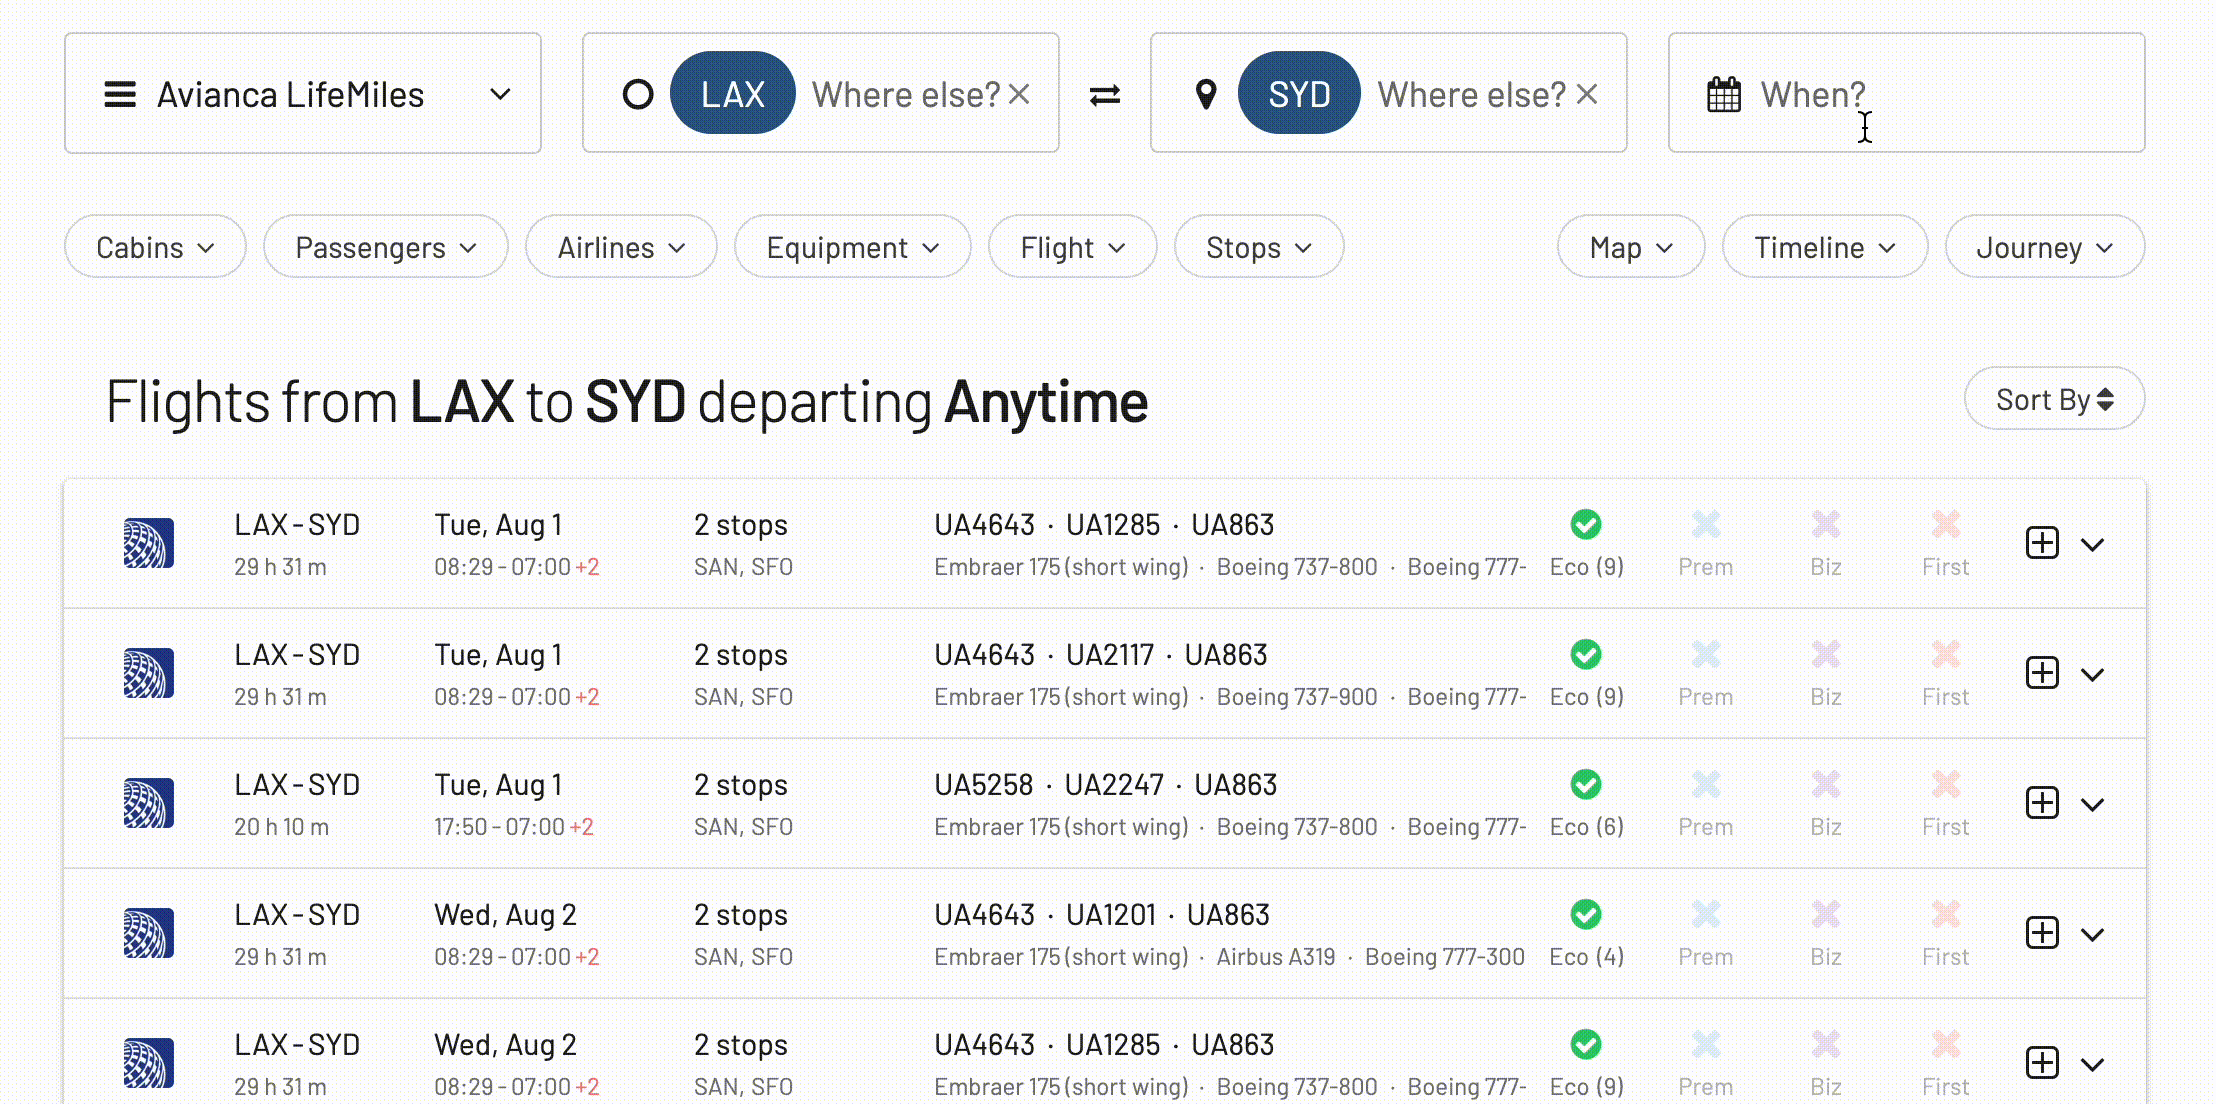 Avianca LifeMiles
LAX Where else?
SYD Where else?
When?
Cabins Passengers Airlines Equipment Flight Stops Map Timeline Journey
Flights from LAX to SYD departing Anytime
Sort By
LAX - SYD Tue, Aug 1 2 stops UA4643 · UA1285 · UA863
29 h 31 m 08:29 - 07:00 +2 SAN, SFO Embraer 175 (short wing) · Boeing 737-800 · Boeing 777- Eco (9) Prem Biz First
LAX - SYD Tue, Aug 1 2 stops UA4643 · UA2117 · UA863
29 h 31 m 08:29 - 07:00 +2 SAN, SFO Embraer 175 (short wing) · Boeing 737-900 · Boeing 777- Eco (9) Prem Biz First
LAX - SYD Tue, Aug 1 2 stops UA5258 · UA2247 · UA863
20 h 10 m 17:50 - 07:00 +2 SAN, SFO Embraer 175 (short wing) · Boeing 737-800 · Boeing 777- Eco (6) Prem Biz First
LAX - SYD Wed, Aug 2 2 stops UA4643 · UA1201 · UA863
29 h 31 m 08:29 - 07:00 +2 SAN, SFO Embraer 175 (short wing) · Airbus A319 · Boeing 777-300 Eco (4) Prem Biz First
LAX - SYD Wed, Aug 2 2 stops UA4643 · UA1285 · UA863
29 h 31 m 08:29 - 07:00 +2 SAN, SFO Embraer 175 (short wing) · Boeing 737-800 · Boeing 777- Eco (9) Prem Biz First